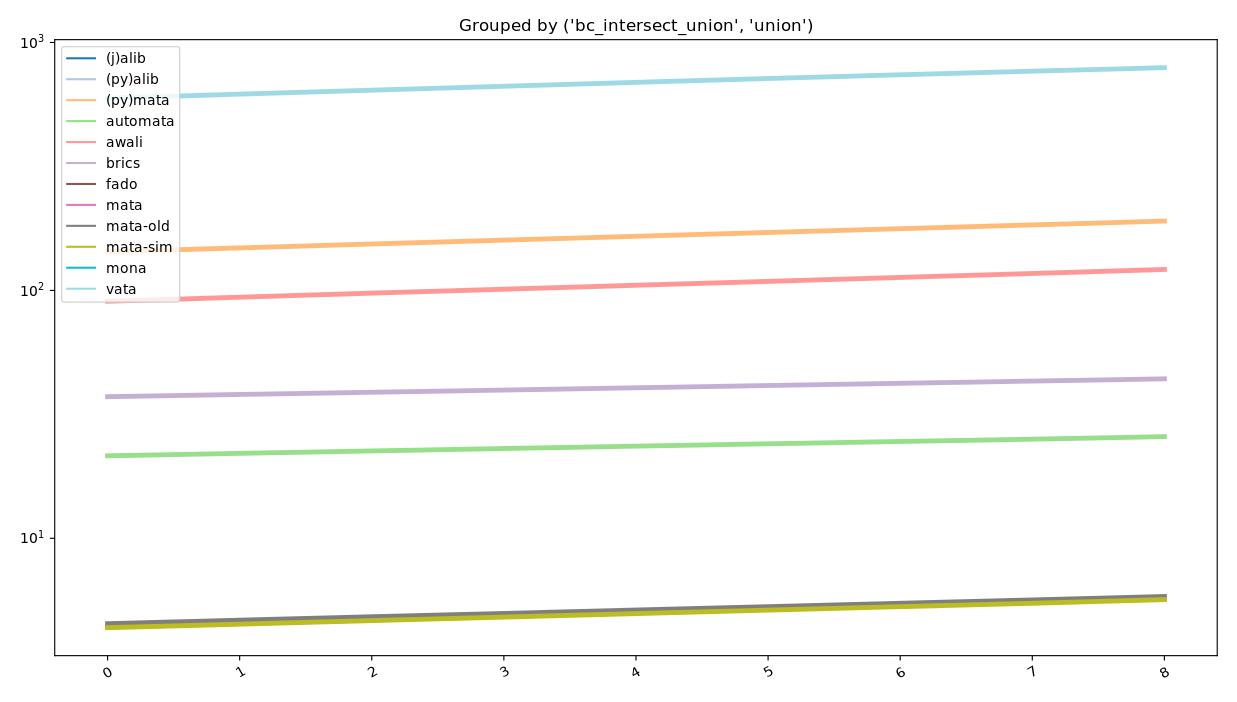 Grouped by ('bc_intersect_union', 'union')
10³
(j)alib
(py)alib
(py)mata
automata
awali
brics
fado
mata
mata-old
mata-sim
mona
vata
10²
10¹
0 1 2 3 4 5 6 7 8